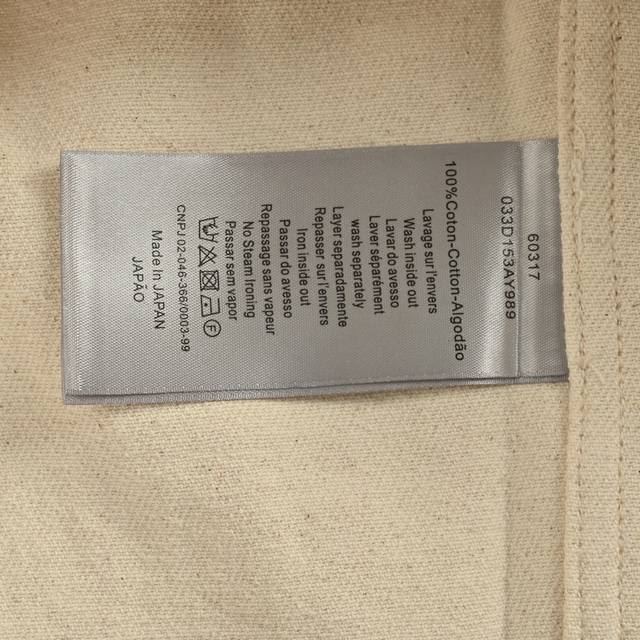 60317
033D153AY989
100%Coton-Cotton-Algodão
Lavage sur l'envers
Wash inside out
Lavar do avesso
Laver séparément
wash separately
Layer separadamente
Repasser sur l'envers
Iron inside out
Passar do avesso
Repassage sans vapeur
No Steam Ironing
Passar sem vapor
F
CNPJ 02-046-366/0003-99
Made In JAPAN
JAPÃO